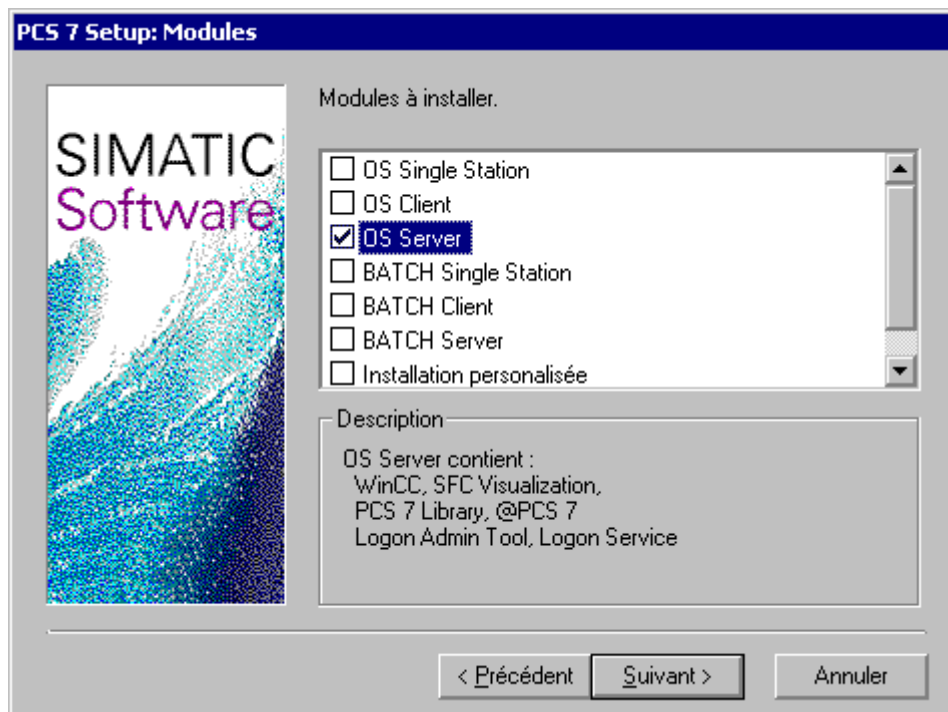 PCS 7 Setup: Modules
Modules à installer.
SIMATIC
Software
OS Single Station
OS Client
OS Server
BATCH Single Station
BATCH Client
BATCH Server
Installation personalisée
Description
OS Server contient :
WinCC, SFC Visualization,
PCS 7 Library, @PCS 7
Logon Admin Tool, Logon Service
< Précédent
Suivant >
Annuler